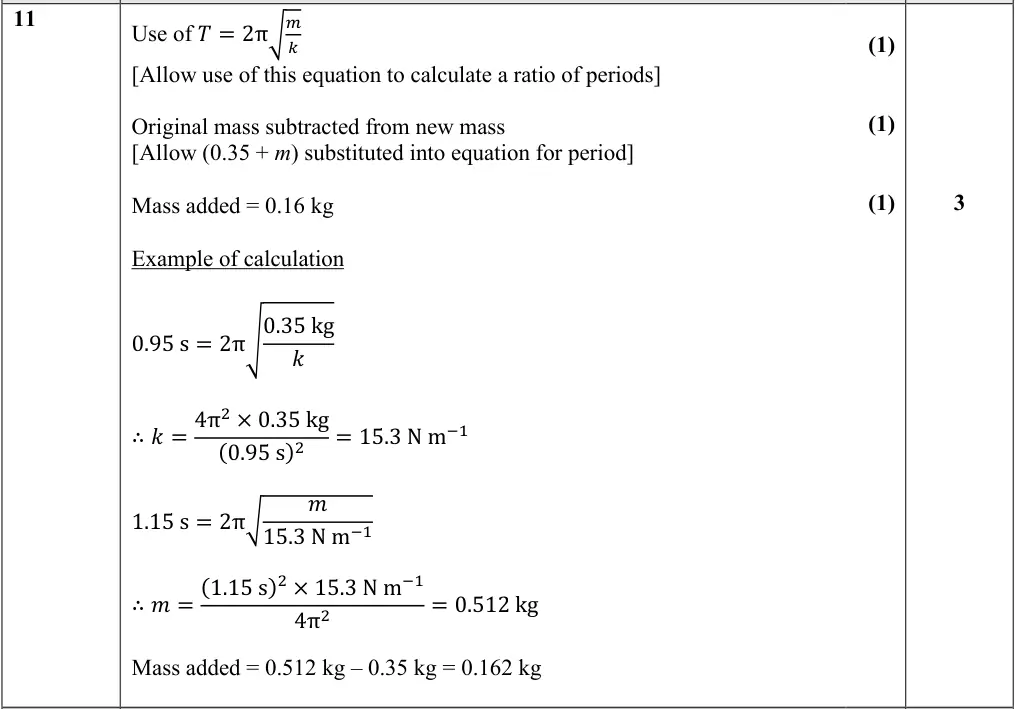 11
Use of 𝑇 = 2π√(𝑚/𝑘)
(1)
[Allow use of this equation to calculate a ratio of periods]
Original mass subtracted from new mass
(1)
[Allow (0.35 + m) substituted into equation for period]
Mass added = 0.16 kg
(1)
3
Example of calculation
0.95 s = 2π√(0.35 kg/𝑘)
∴ 𝑘 = (4π² × 0.35 kg)/(0.95 s)² = 15.3 N m⁻¹
1.15 s = 2π√(𝑚/15.3 N m⁻¹)
∴ 𝑚 = ((1.15 s)² × 15.3 N m⁻¹)/4π² = 0.512 kg
Mass added = 0.512 kg – 0.35 kg = 0.162 kg